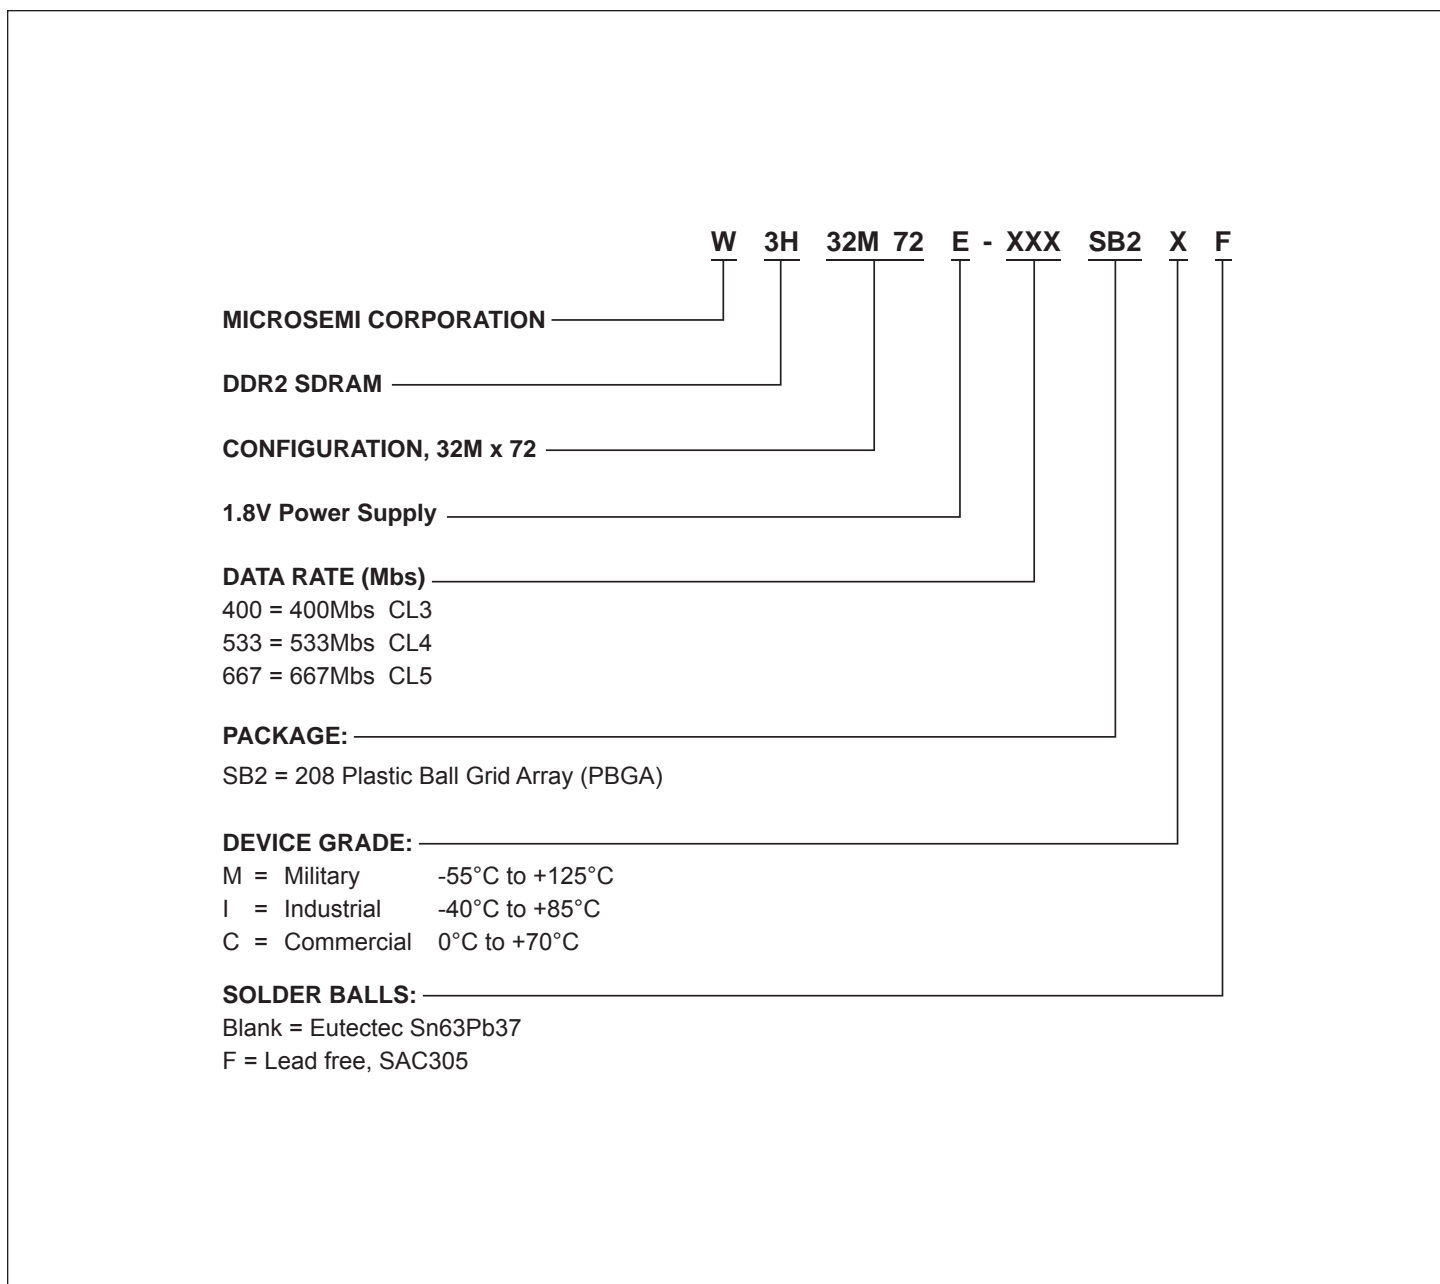 W 3H 32M 72 E - XXX SB2 X F
MICROSEMI CORPORATION
DDR2 SDRAM
CONFIGURATION, 32M x 72
1.8V Power Supply
DATA RATE (Mbs)
400 = 400Mbs CL3
533 = 533Mbs CL4
667 = 667Mbs CL5
PACKAGE:
SB2 = 208 Plastic Ball Grid Array (PBGA)
DEVICE GRADE:
M = Military -55°C to +125°C
I = Industrial -40°C to +85°C
C = Commercial 0°C to +70°C
SOLDER BALLS:
Blank = Eutectec Sn63Pb37
F = Lead free, SAC305